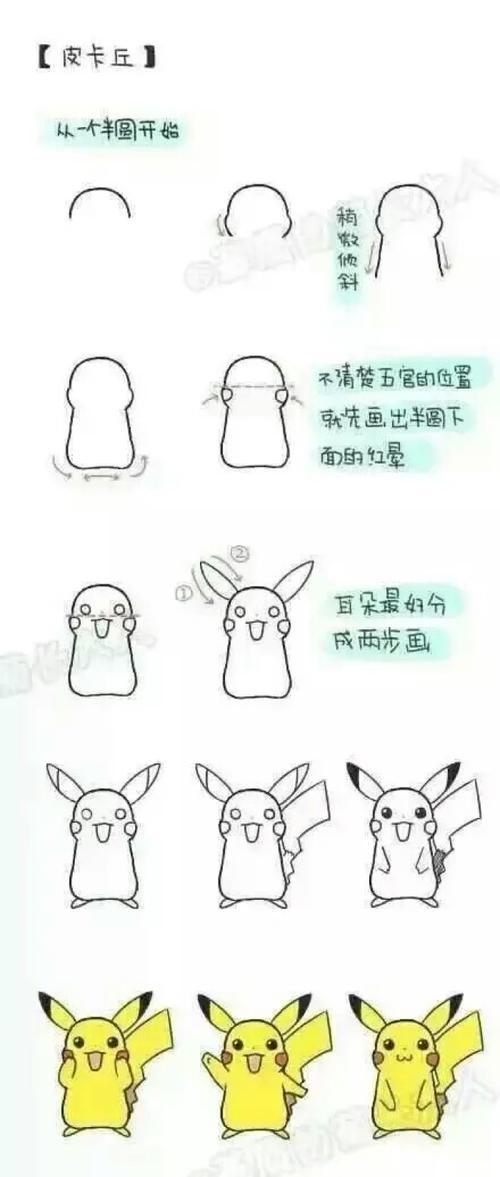 【皮卡丘】
从一个半圆开始
稍微倾斜
不清楚五官的位置
就先画出半圆下
面的红晕
②
①
耳朵最好分
成两步画